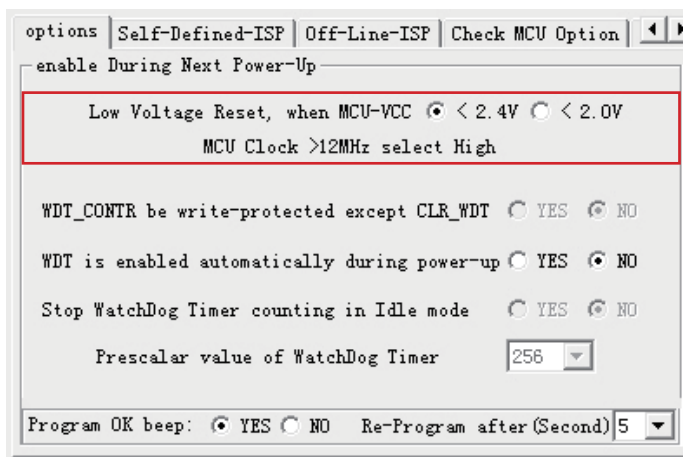 options Self-Defined-ISP Off-Line-ISP Check MCU Option
enable During Next Power-Up
Low Voltage Reset, when MCU-VCC < 2.4V < 2.0V
MCU Clock >12MHz select High
WDT_CONTR be write-protected except CLR_WDT YES NO
WDT is enabled automatically during power-up YES NO
Stop WatchDog Timer counting in Idle mode YES NO
Prescalar value of WatchDog Timer 256
Program OK beep: YES NO Re-Program after(Second) 5